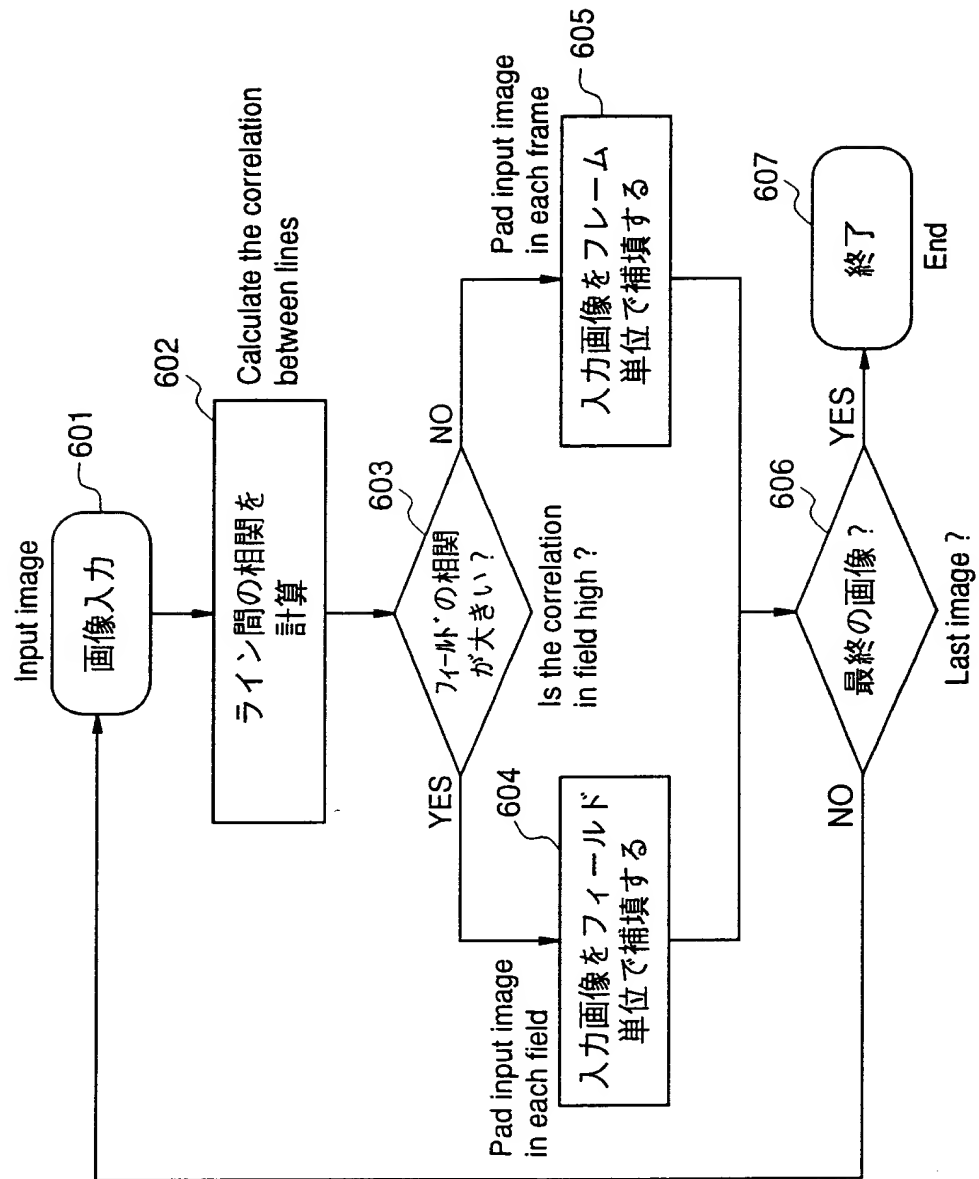 Input image
601
画像入力
602
Calculate the correlation
between lines
ライン間の相関を
計算
603
フィールドの相関
が大きい?
Is the correlation
in field high ?
YES
NO
604
Pad input image
in each field
入力画像をフィールド
単位で補填する
605
Pad input image
in each frame
入力画像をフレーム
単位で補填する
606
最終の画像?
Last image ?
NO
YES
607
終了
End